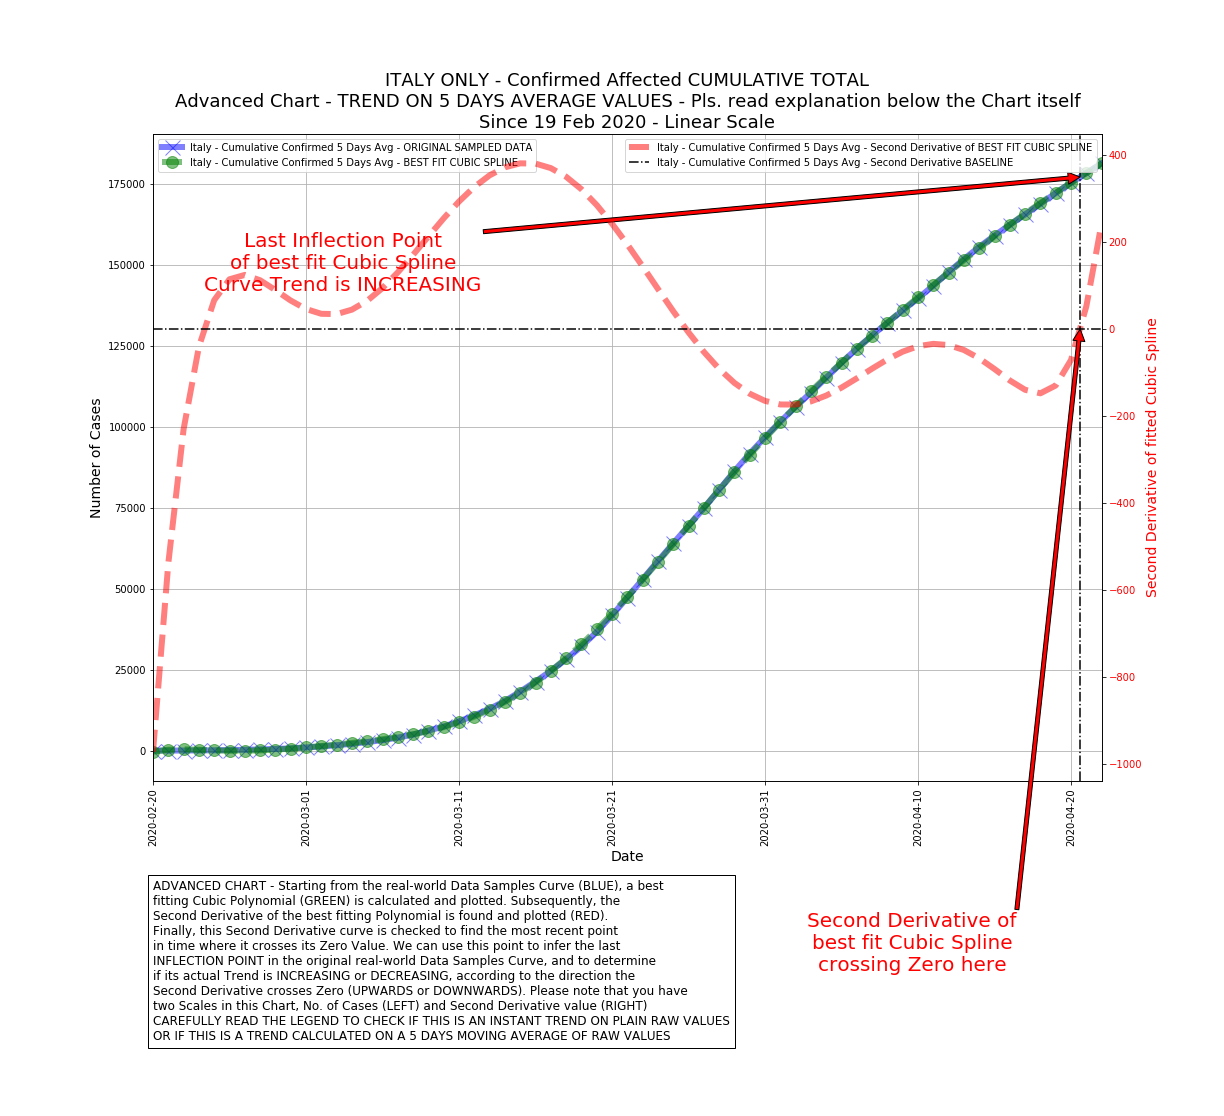 ITALY ONLY - Confirmed Affected CUMULATIVE TOTAL
Advanced Chart - TREND ON 5 DAYS AVERAGE VALUES - Pls. read explanation below the Chart itself
Since 19 Feb 2020 - Linear Scale
Italy - Cumulative Confirmed 5 Days Avg - ORIGINAL SAMPLED DATA
Italy - Cumulative Confirmed 5 Days Avg - BEST FIT CUBIC SPLINE
Italy - Cumulative Confirmed 5 Days Avg - Second Derivative of BEST FIT CUBIC SPLINE
Italy - Cumulative Confirmed 5 Days Avg - Second Derivative BASELINE
Last Inflection Point
of best fit Cubic Spline
Curve Trend is INCREASING
Number of Cases
175000
150000
125000
100000
75000
50000
25000
0
400
200
0
−200
−400
−600
−800
−1000
Second Derivative of fitted Cubic Spline
2020-02-20
2020-03-01
2020-03-11
2020-03-21
2020-03-31
2020-04-10
2020-04-20
Date
ADVANCED CHART - Starting from the real-world Data Samples Curve (BLUE), a best
fitting Cubic Polynomial (GREEN) is calculated and plotted. Subsequently, the
Second Derivative of the best fitting Polynomial is found and plotted (RED).
Finally, this Second Derivative curve is checked to find the most recent point
in time where it crosses its Zero Value. We can use this point to infer the last
INFLECTION POINT in the original real-world Data Samples Curve, and to determine
if its actual Trend is INCREASING or DECREASING, according to the direction the
Second Derivative crosses Zero (UPWARDS or DOWNWARDS). Please note that you have
two Scales in this Chart, No. of Cases (LEFT) and Second Derivative value (RIGHT)
CAREFULLY READ THE LEGEND TO CHECK IF THIS IS AN INSTANT TREND ON PLAIN RAW VALUES
OR IF THIS IS A TREND CALCULATED ON A 5 DAYS MOVING AVERAGE OF RAW VALUES
Second Derivative of
best fit Cubic Spline
crossing Zero here